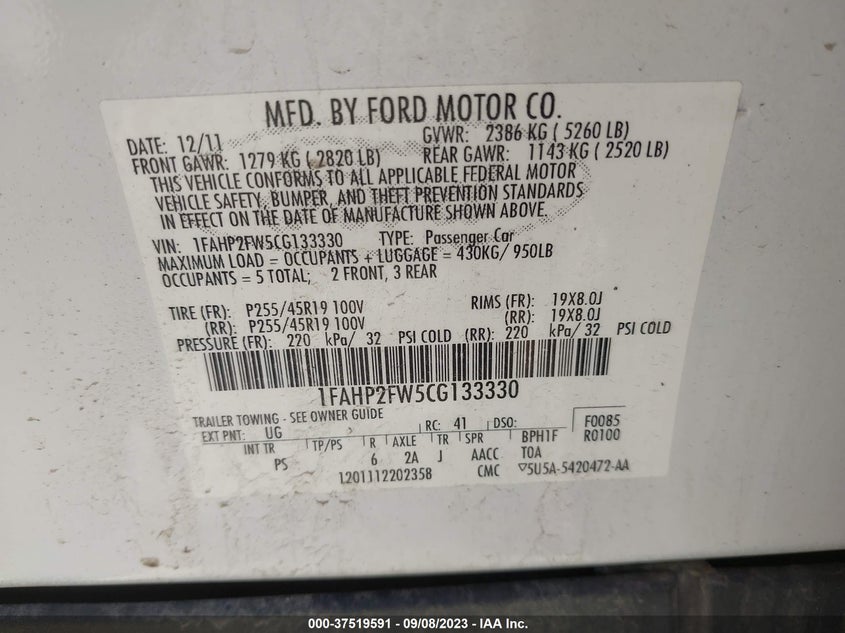 MFD. BY FORD MOTOR CO.
DATE: 12/11 GVWR: 2386 KG ( 5260 LB)
FRONT GAWR: 1279 KG ( 2820 LB) REAR GAWR: 1143 KG ( 2520 LB)
THIS VEHICLE CONFORMS TO ALL APPLICABLE FEDERAL MOTOR
VEHICLE SAFETY, BUMPER, AND THEFT PREVENTION STANDARDS
IN EFFECT ON THE DATE OF MANUFACTURE SHOWN ABOVE.
VIN: 1FAHP2FW5CG133330 TYPE: Passenger Car
MAXIMUM LOAD = OCCUPANTS + LUGGAGE = 430KG/ 950LB
OCCUPANTS = 5 TOTAL; 2 FRONT, 3 REAR
TIRE (FR): P255/45R19 100V RIMS (FR): 19X8.0J
(RR): P255/45R19 100V (RR): 19X8.0J
PRESSURE (FR): 220 kPa/ 32 PSI COLD (RR): 220 kPa/ 32 PSI COLD
1FAHP2FW5CG133330
TRAILER TOWING - SEE OWNER GUIDE
EXT PNT: UG RC: 41 DSO: F0085
INT TR TP/PS R AXLE TR SPR BPH1F R0100
PS 6 2A J AACC TOA
1201112202358 CMC ▽5U5A-5420472-AA
000-37519591 - 09/08/2023 - IAA Inc.